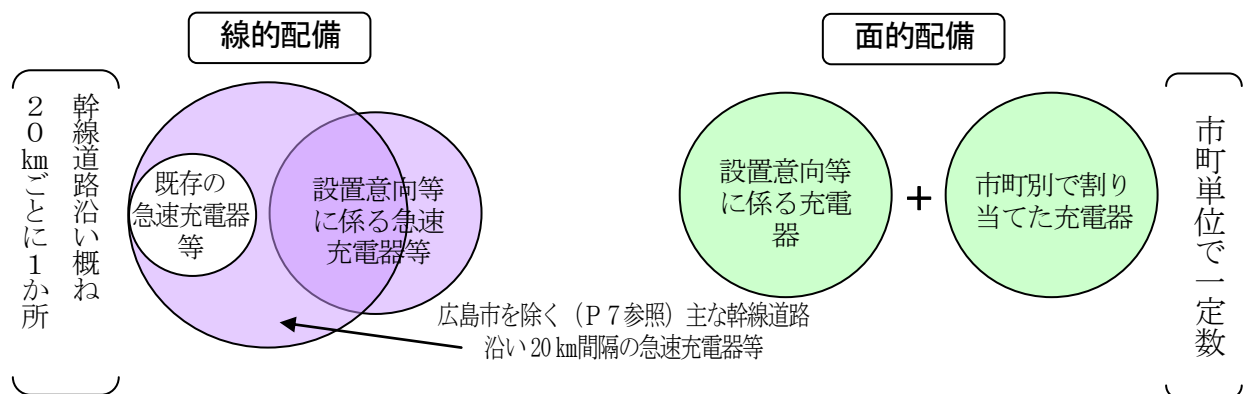 線的配備
面的配備
幹線道路沿い概ね
２０㎞ごとに１か所
既存の
急速充電器
等
設置意向等
に係る急速
充電器等
設置意向等
に係る充電
器
+
市町別で割り
当てた充電器
市町単位で一定数
広島市を除く（Ｐ７参照）主な幹線道路
沿い20㎞間隔の急速充電器等